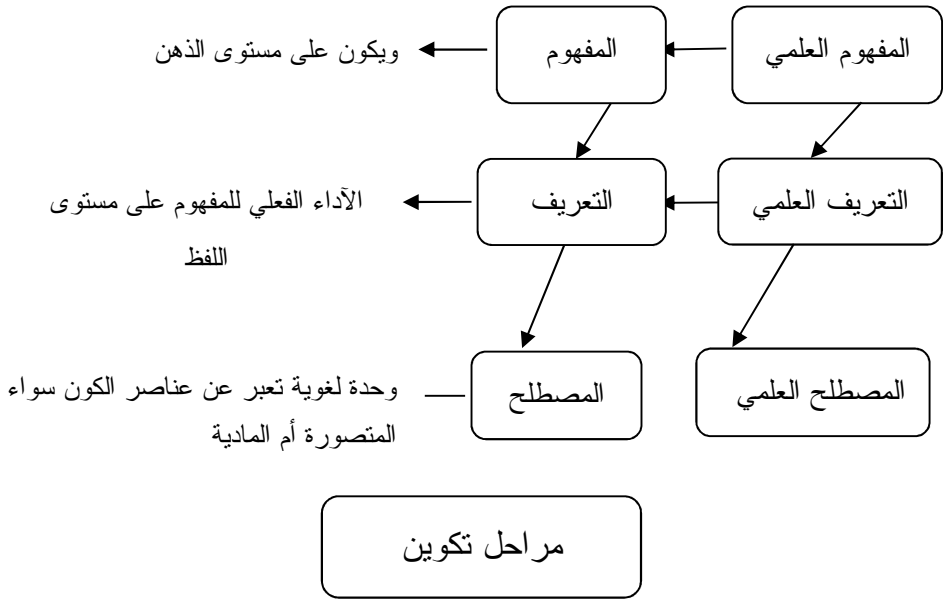 المفهوم العلمي
المفهوم
ويكون على مستوى الذهن
التعريف العلمي
التعريف
الآداء الفعلي للمفهوم على مستوى
اللفظ
المصطلح العلمي
المصطلح
وحدة لغوية تعبر عن عناصر الكون سواء
المتصورة أم المادية
مراحل تكوين